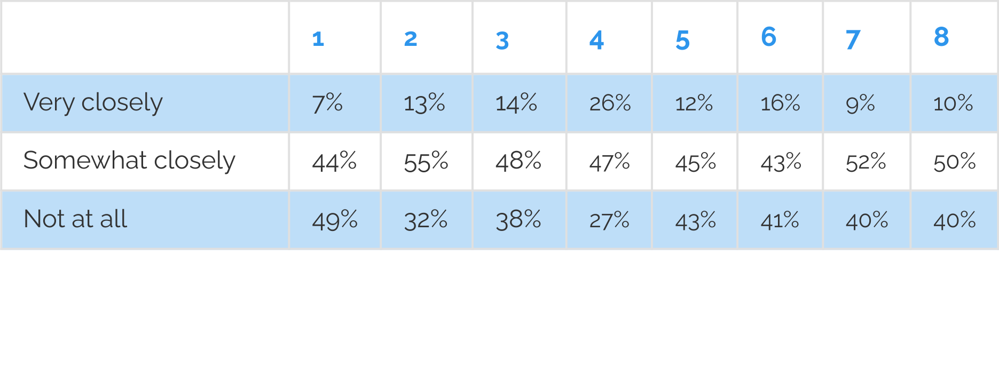 1 2 3 4 5 6 7 8
Very closely 7% 13% 14% 26% 12% 16% 9% 10%
Somewhat closely 44% 55% 48% 47% 45% 43% 52% 50%
Not at all 49% 32% 38% 27% 43% 41% 40% 40%